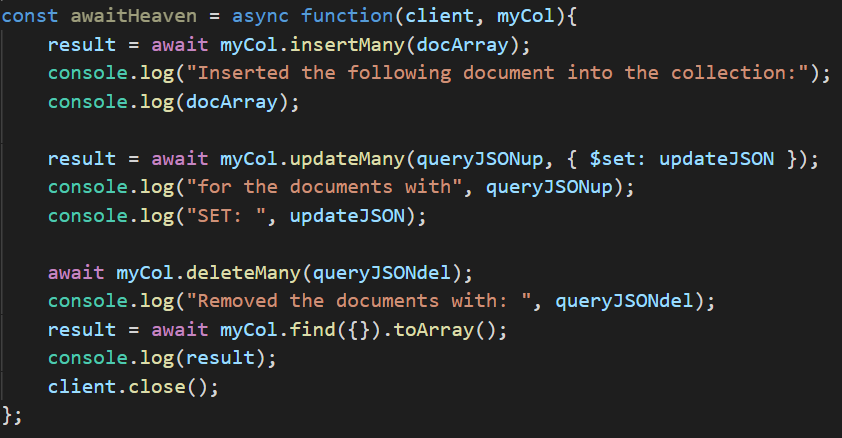 const awaitHeaven = async function(client, myCol){
    result = await myCol.insertMany(docArray);
    console.log("Inserted the following document into the collection:");
    console.log(docArray);

    result = await myCol.updateMany(queryJSONup, { $set: updateJSON });
    console.log("for the documents with", queryJSONup);
    console.log("SET: ", updateJSON);

    await myCol.deleteMany(queryJSONdel);
    console.log("Removed the documents with: ", queryJSONdel);
    result = await myCol.find({}).toArray();
    console.log(result);
    client.close();
};